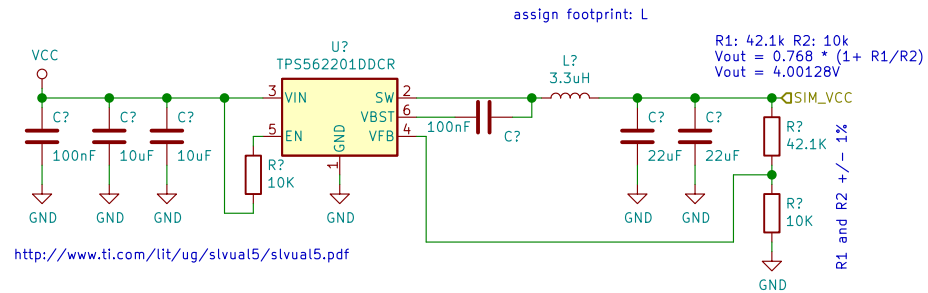 assign footprint: L
R1: 42.1k R2: 10k
Vout = 0.768 * (1+ R1/R2)
Vout = 4.00128V
VCC
U?
TPS562201DDCR
L?
3.3uH
3
VIN
SW
2
SIM_VCC
C?
C?
C?
VBST
6
C?
C?
R?
100nF
10uF
10uF
5
EN
GND
VFB
4
100nF
C?
22uF
22uF
42.1K
1
R?
10K
R?
10K
GND
GND
GND
GND
GND
GND
GND
R1 and R2 +/- 1%
http://www.ti.com/lit/ug/slvual5/slvual5.pdf